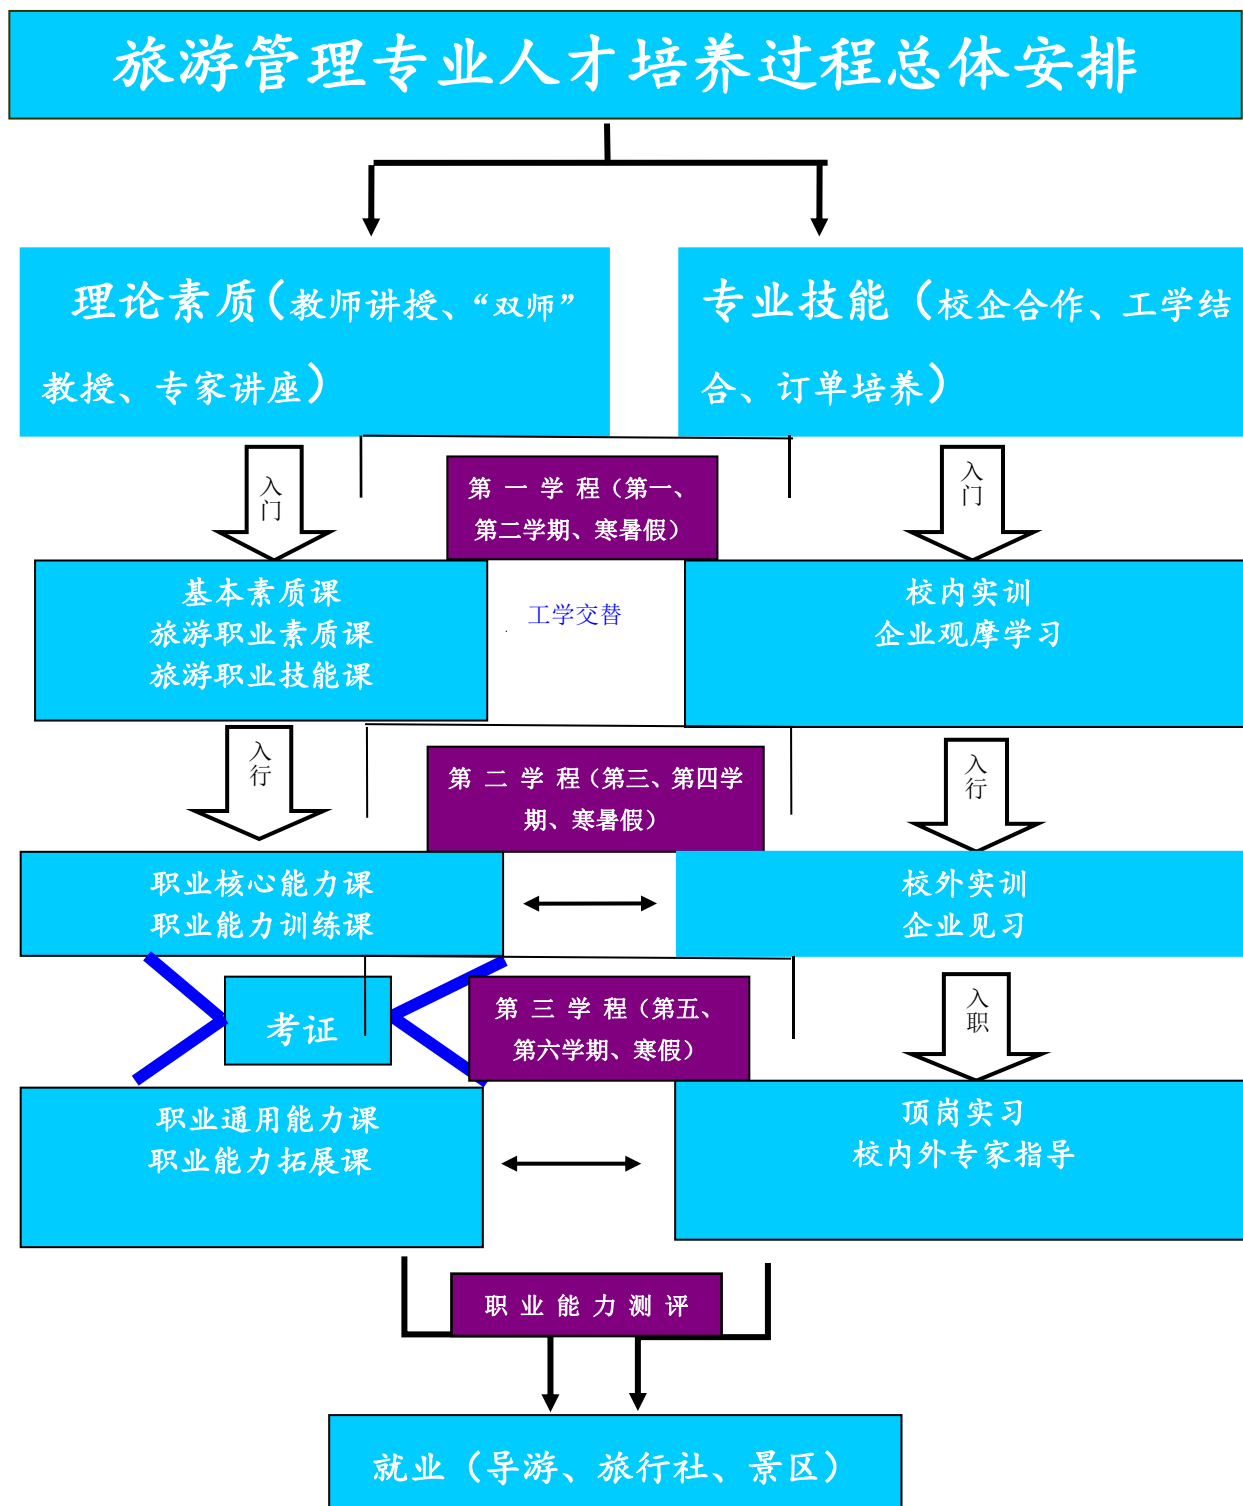 旅游管理专业人才培养过程总体安排
理论素质（教师讲授、“双师”
教授、专家讲座）
专业技能（校企合作、工学结
合、订单培养）
入
门
第 一 学 程（第一、
第二学期、寒暑假）
入
门
基本素质课
旅游职业素质课
旅游职业技能课
工学交替
校内实训
企业观摩学习
入
行
第 二 学 程（第三、第四学
期、寒暑假）
入
行
职业核心能力课
职业能力训练课
校外实训
企业见习
考证
第 三 学 程（第五、
第六学期、寒假）
入
职
职业通用能力课
职业能力拓展课
顶岗实习
校内外专家指导
职 业 能 力 测 评
就业（导游、旅行社、景区）